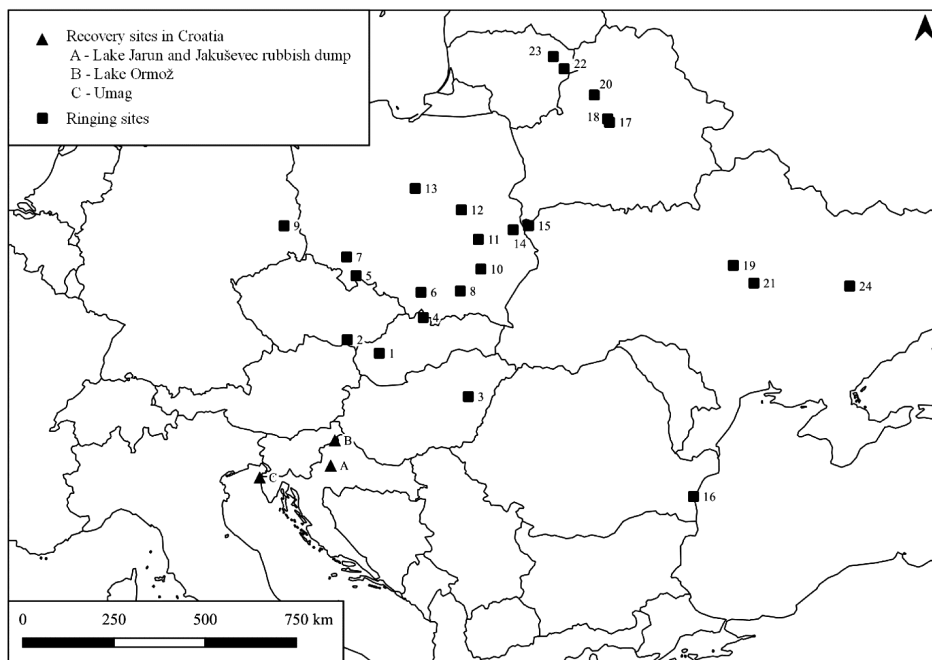 Recovery sites in Croatia
A - Lake Jarun and Jakuševec rubbish dump
B - Lake Ormož
C - Umag
Ringing sites
23
22
20
18
17
13
12
9
15
14
11
7
19
10
5
21
24
6
8
4
2
1
3
B
A
C
16
0 250 500 750 km